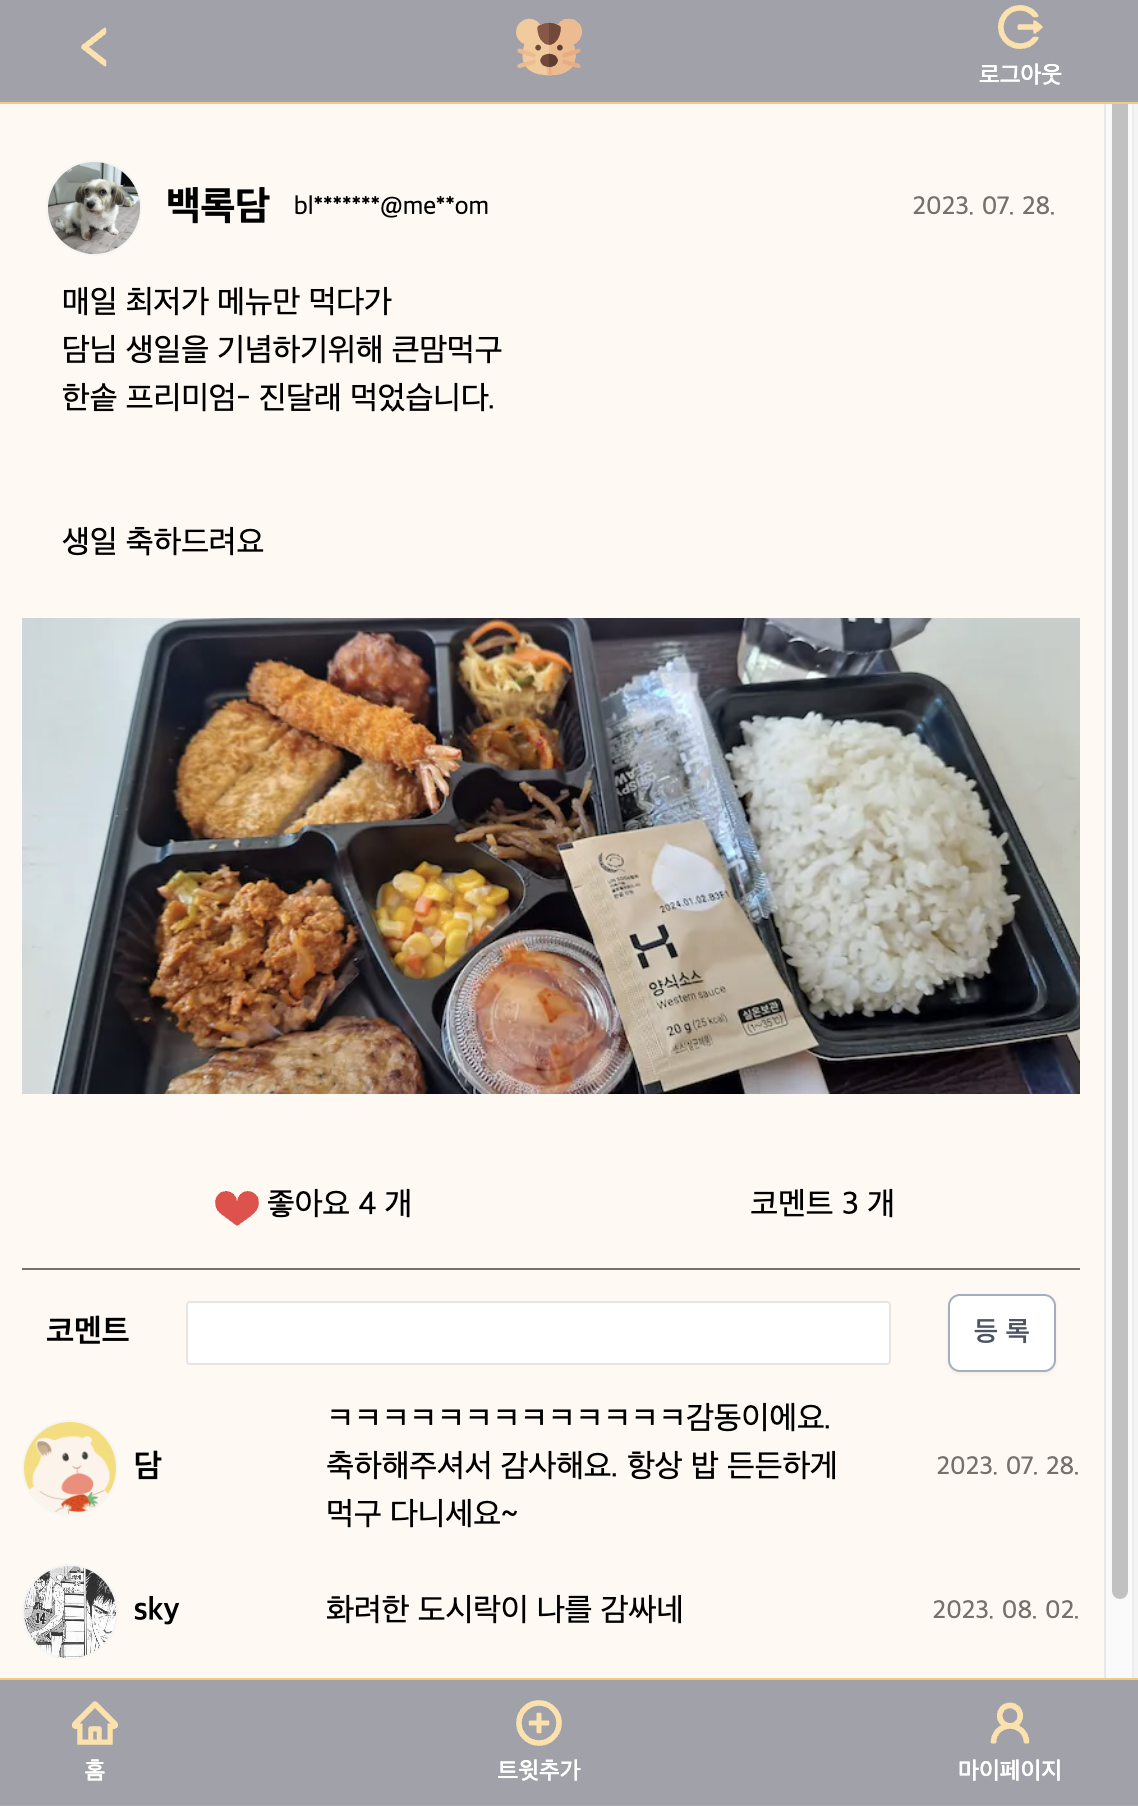 로그아웃
백록담 bl*******@me**om 2023. 07. 28.
매일 최저가 메뉴만 먹다가
담님 생일을 기념하기위해 큰맘먹구
한솥 프리미엄- 진달래 먹었습니다.
생일 축하드려요
CRISPY
SEAW
2024.01.02.B3F1
양식소스
Western sauce
20 g (25 kcal)
실온보관
(1~35℃)
좋아요 4 개 코멘트 3 개
코멘트 등 록
담 ㅋㅋㅋㅋㅋㅋㅋㅋㅋㅋㅋㅋㅋ감동이에요.
축하해주셔서 감사해요. 항상 밥 든든하게 2023. 07. 28.
먹구 다니세요~
14
sky 화려한 도시락이 나를 감싸네 2023. 08. 02.
홈 트윗추가 마이페이지